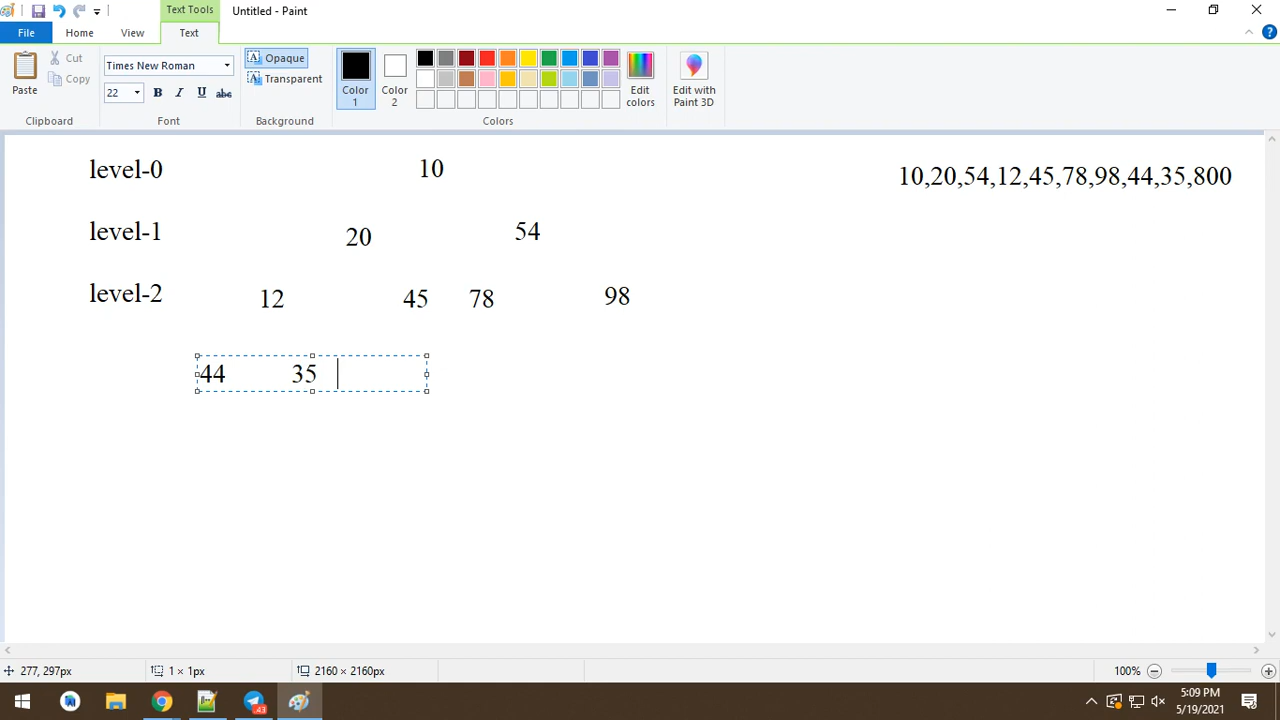 Text Tools
Untitled - Paint
File
Home
View
Text
Paste
Cut
Copy
Clipboard
Times New Roman
22
B I U abc
Font
Opaque
Transparent
Background
Color 1
Color 2
Edit colors
Colors
Edit with Paint 3D
level-0 10 10,20,54,12,45,78,98,44,35,800
level-1 20 54
level-2 12 45 78 98
44 35
277, 297px
1 × 1px
2160 × 2160px
100%
43
5:09 PM
5/19/2021